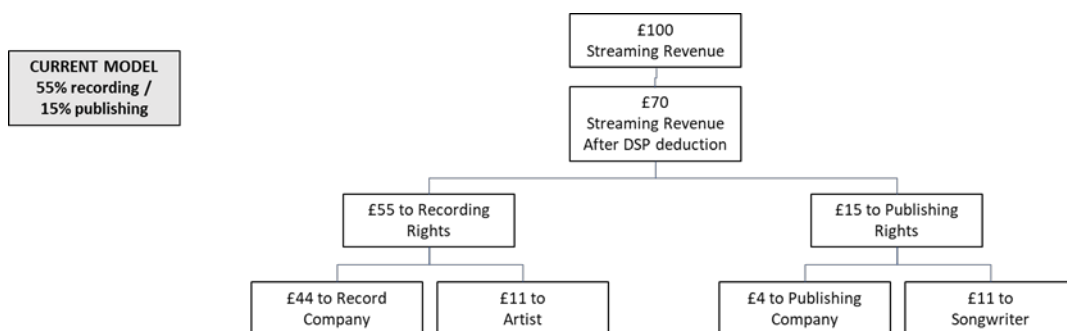 £100
Streaming Revenue
CURRENT MODEL
55% recording /
15% publishing
£70
Streaming Revenue
After DSP deduction
£55 to Recording
Rights
£15 to Publishing
Rights
£44 to Record
Company
£11 to
Artist
£4 to Publishing
Company
£11 to
Songwriter